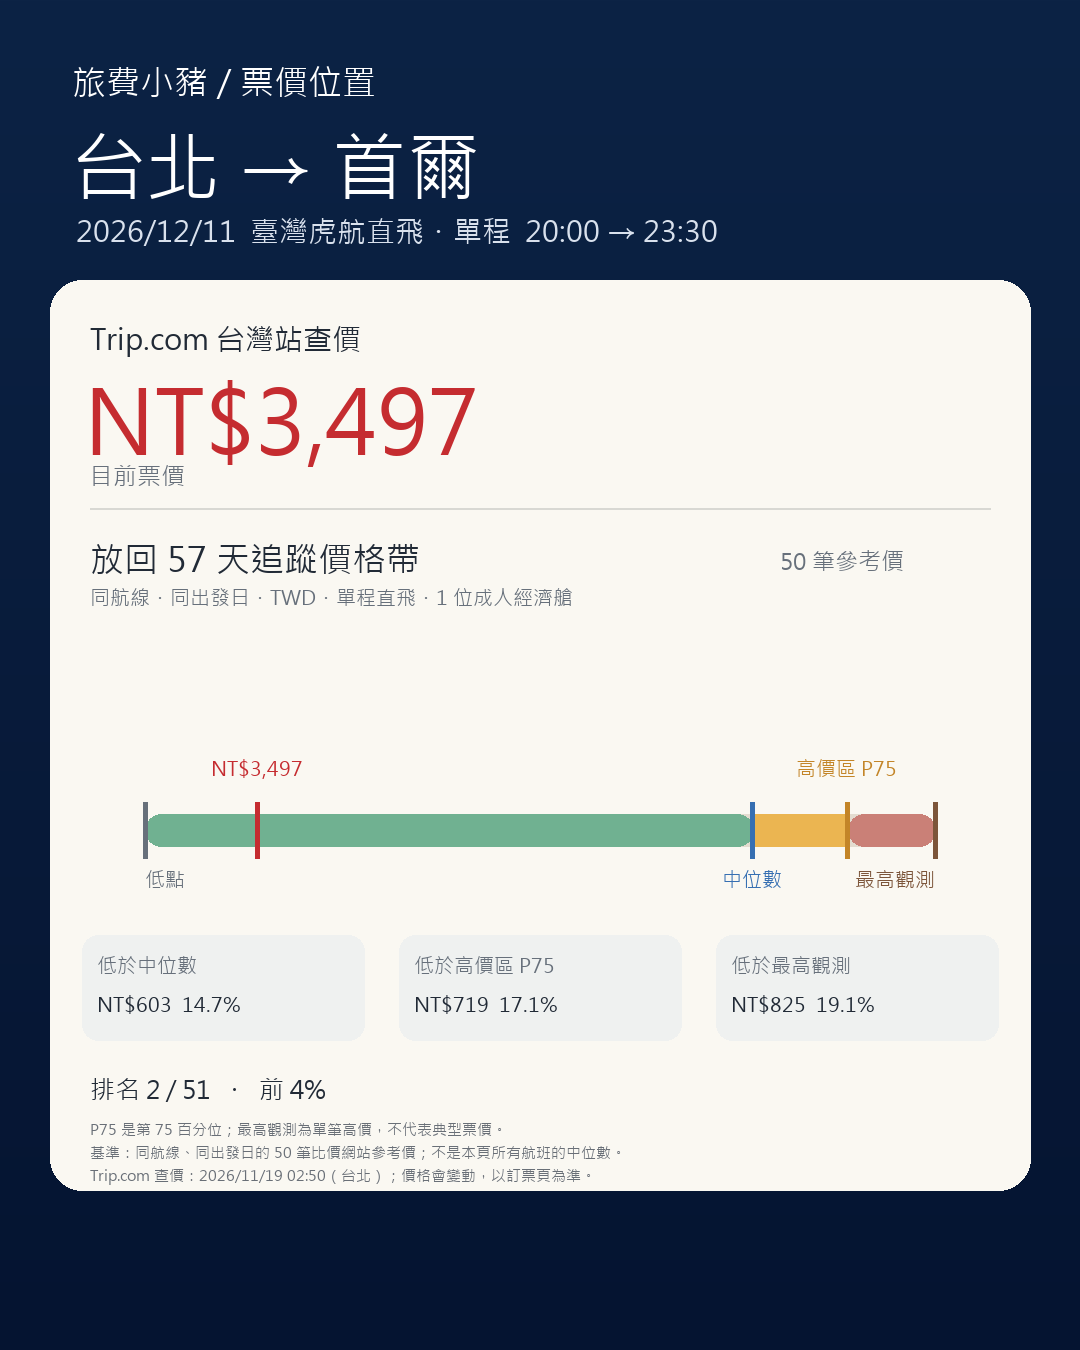 旅費小豬 / 票價位置
台北 → 首爾
2026/12/11 臺灣虎航直飛 · 單程 20:00 → 23:30
Trip.com 台灣站查價
NT$3,497
目前票價
放回 57 天追蹤價格帶
50 筆參考價
同航線 · 同出發日 · TWD · 單程直飛 · 1 位成人經濟艙
NT$3,497
高價區 P75
低點
中位數
最高觀測
低於中位數
NT$603 14.7%
低於高價區 P75
NT$719 17.1%
低於最高觀測
NT$825 19.1%
排名 2 / 51 · 前 4%
P75 是第 75 百分位；最高觀測為單筆高價，不代表典型票價。
基準：同航線、同出發日的 50 筆比價網站參考價；不是本頁所有航班的中位數。
Trip.com 查價：2026/11/19 02:50（台北）；價格會變動，以訂票頁為準。